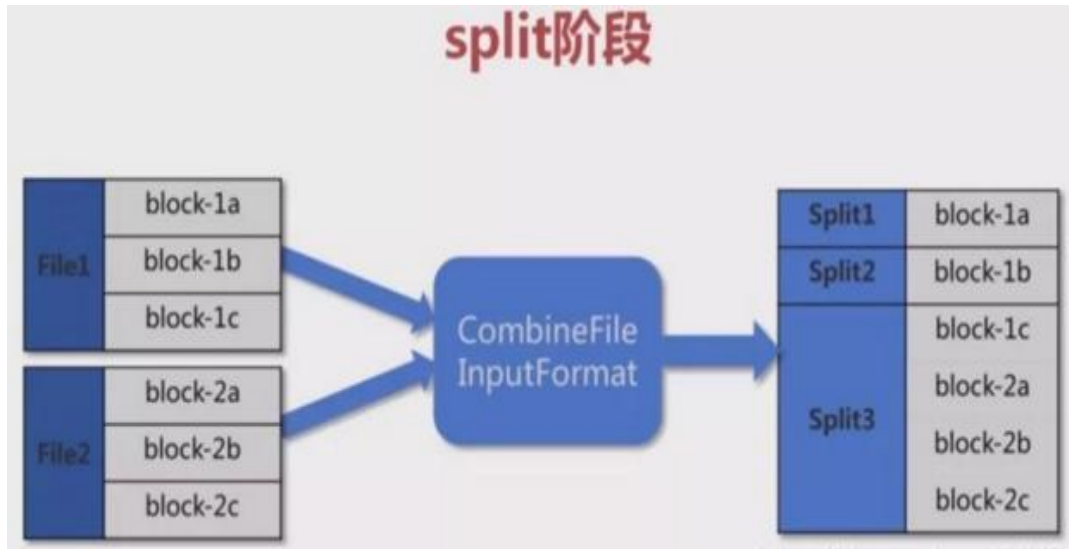 split阶段
File1
block-1a
block-1b
block-1c
File2
block-2a
block-2b
block-2c
CombineFile
InputFormat
Split1
block-1a
Split2
block-1b
Split3
block-1c
block-2a
block-2b
block-2c